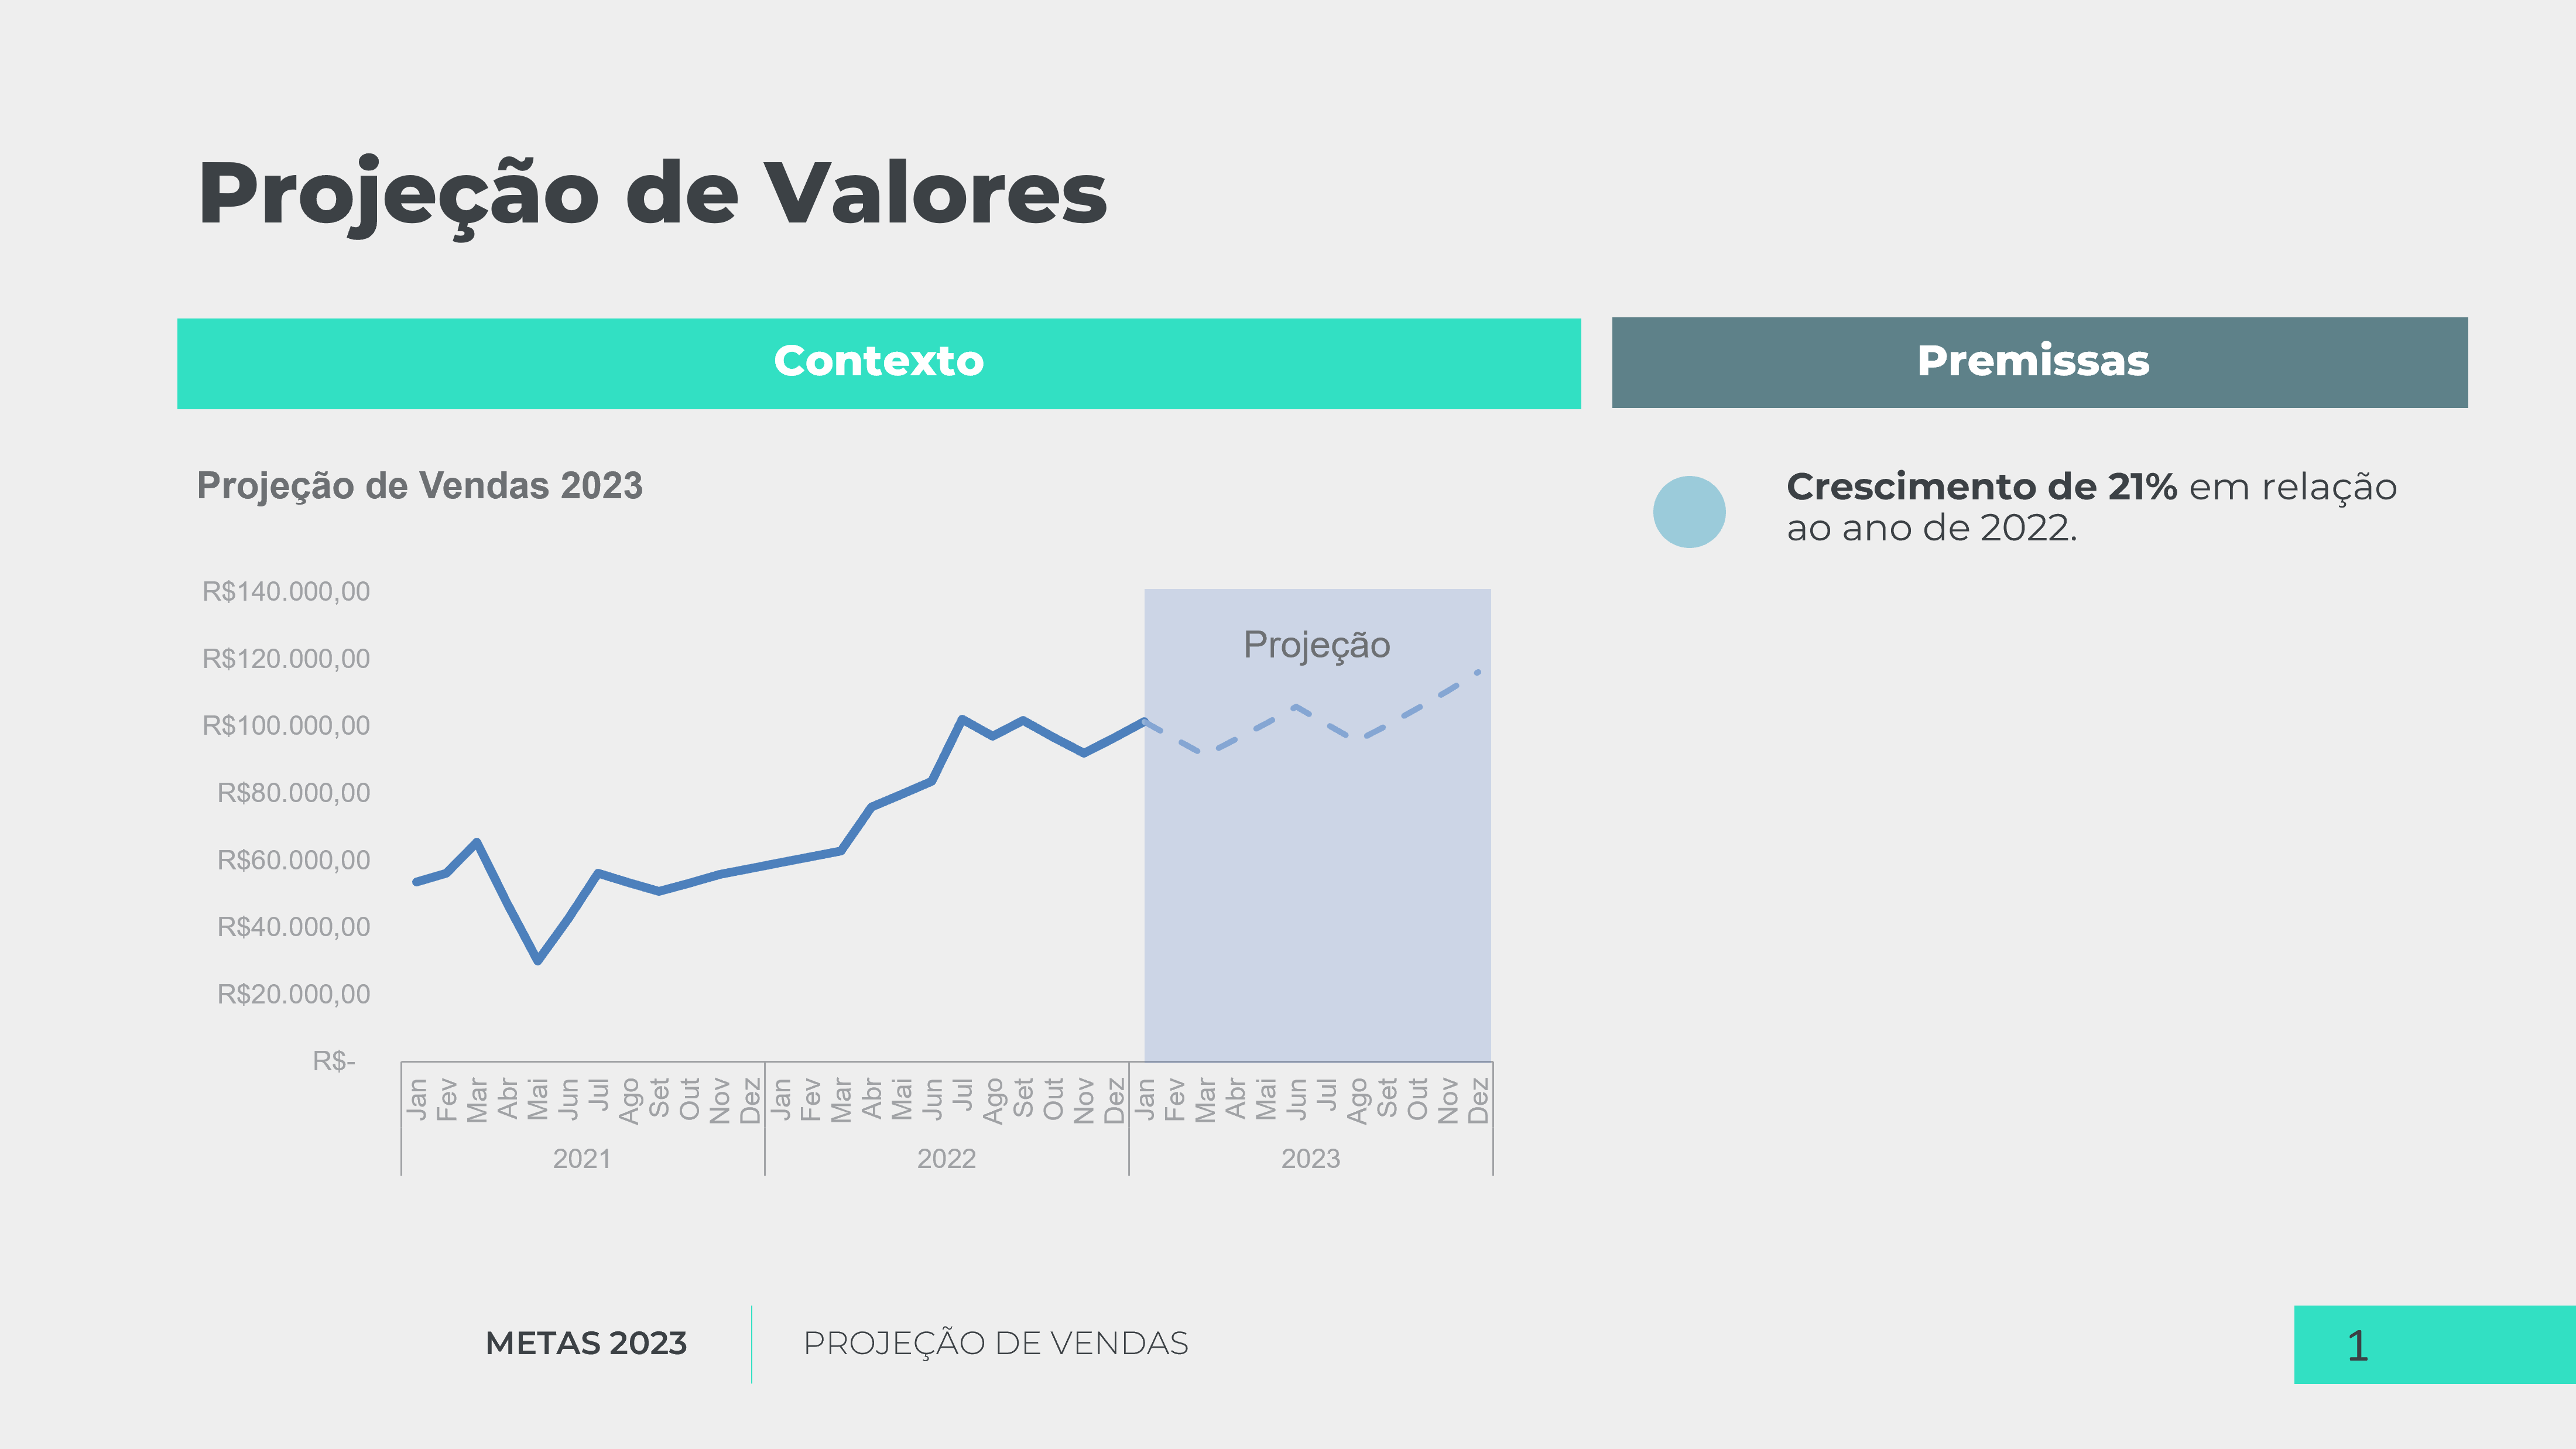 Projeção de Valores
Contexto
Premissas
Projeção de Vendas 2023
Crescimento de 21% em relação
ao ano de 2022.
R$140.000,00
R$120.000,00
R$100.000,00
R$80.000,00
R$60.000,00
R$40.000,00
R$20.000,00
R$-
Projeção
Jan Fev Mar Abr Mai Jun Jul Ago Set Out Nov Dez Jan Fev Mar Abr Mai Jun Jul Ago Set Out Nov Dez Jan Fev Mar Abr Mai Jun Jul Ago Set Out Nov Dez
2021 2022 2023
METAS 2023
PROJEÇÃO DE VENDAS
1